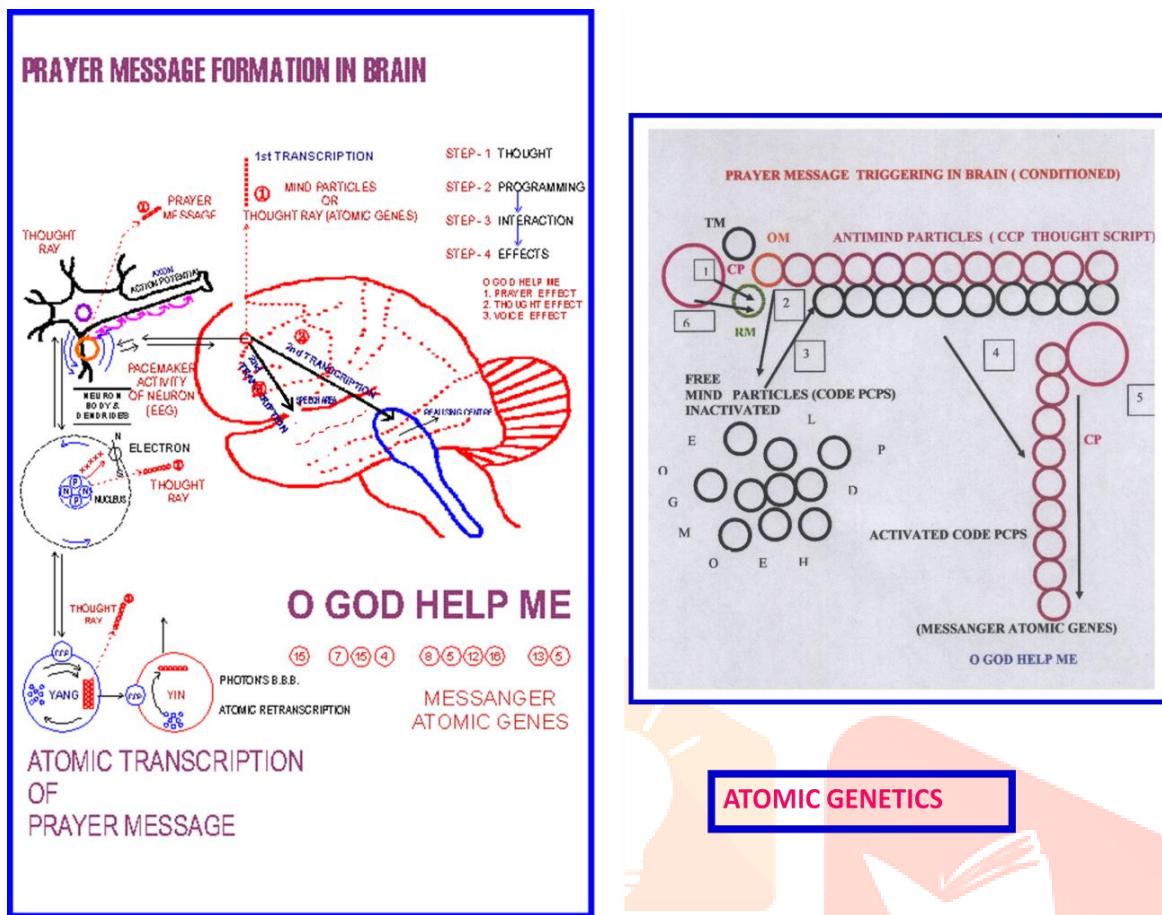 PRAYER MESSAGE FORMATION IN BRAIN
1st TRANSCRIPTION
1
MIND PARTICLES
OR
THOUGHT RAY (ATOMIC GENES)
STEP - 1 THOUGHT
STEP - 2 PROGRAMMING
STEP - 3 INTERACTION
STEP - 4 EFFECTS
O GOD HELP ME
1. PRAYER EFFECT
2. THOUGHT EFFECT
3. VOICE EFFECT
PRAYER
MESSAGE
THOUGHT
RAY
AXON
ACTION POTENTIAL
PACEMAKER
ACTIVITY
OF NEURON
(EEG)
NEURON
BODY &
DENDRIDES
2nd TRANSCRIPTION
2nd TRANSCRIPTION
SPEECH AREA
REALISING CENTRE
N
ELECTRON
S
XXXXX
P
N N
P
NUCLEUS
1
THOUGHT
RAY
THOUGHT
RAY
YANG
YIN
PHOTON'S B.B.B.
ATOMIC RETRANSCRIPTION
O GOD HELP ME
15 7 15 4 8 5 12 16 13 5
MESSANGER
ATOMIC GENES
ATOMIC TRANSCRIPTION
OF
PRAYER MESSAGE
PRAYER MESSAGE TRIGGERING IN BRAIN ( CONDITIONED)
TM
OM
ANTIMIND PARTICLES ( CCP THOUGHT SCRIPT)
1
CP
2
6
RM
3
4
5
FREE
MIND PARTICLES (CODE PCPS)
INACTIVATED
L
E
P
O
D
G
M
O E H
CP
ACTIVATED CODE PCPS
(MESSANGER ATOMIC GENES)
O GOD HELP ME
ATOMIC GENETICS